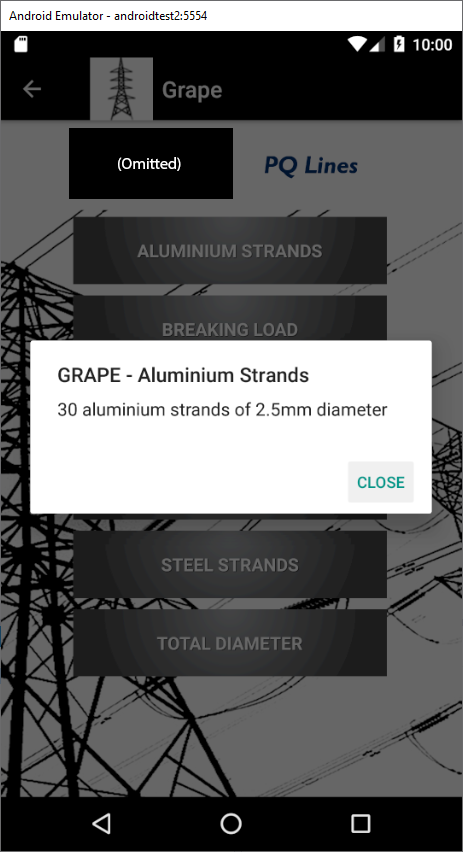 Android Emulator - androidtest2:5554
10:00
Grape
(Omitted)
PQ Lines
ALUMINIUM STRANDS
BREAKING LOAD
GRAPE - Aluminium Strands
30 aluminium strands of 2.5mm diameter
CLOSE
STEEL STRANDS
TOTAL DIAMETER